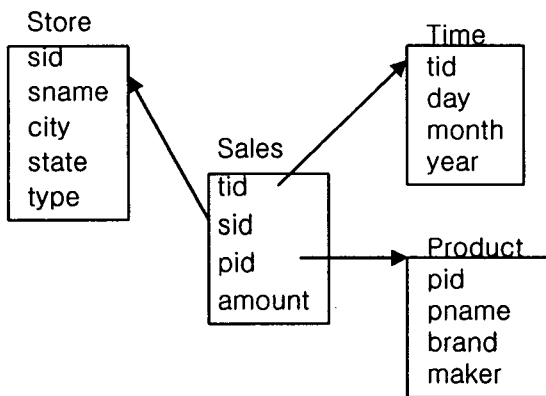 Store
sid
sname
city
state
type
Sales
tid
sid
pid
amount
Time
tid
day
month
year
Product
pid
pname
brand
maker